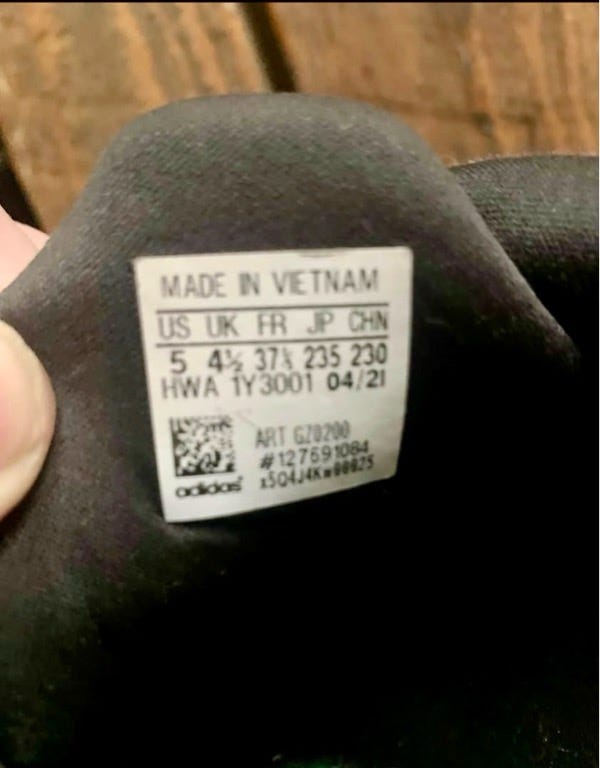 MADE IN VIETNAM
US UK FR JP CHN
5 4½ 37⅓ 235 230
HWA 1Y3001 04/21
ART GZ0200
#127691084
adidas